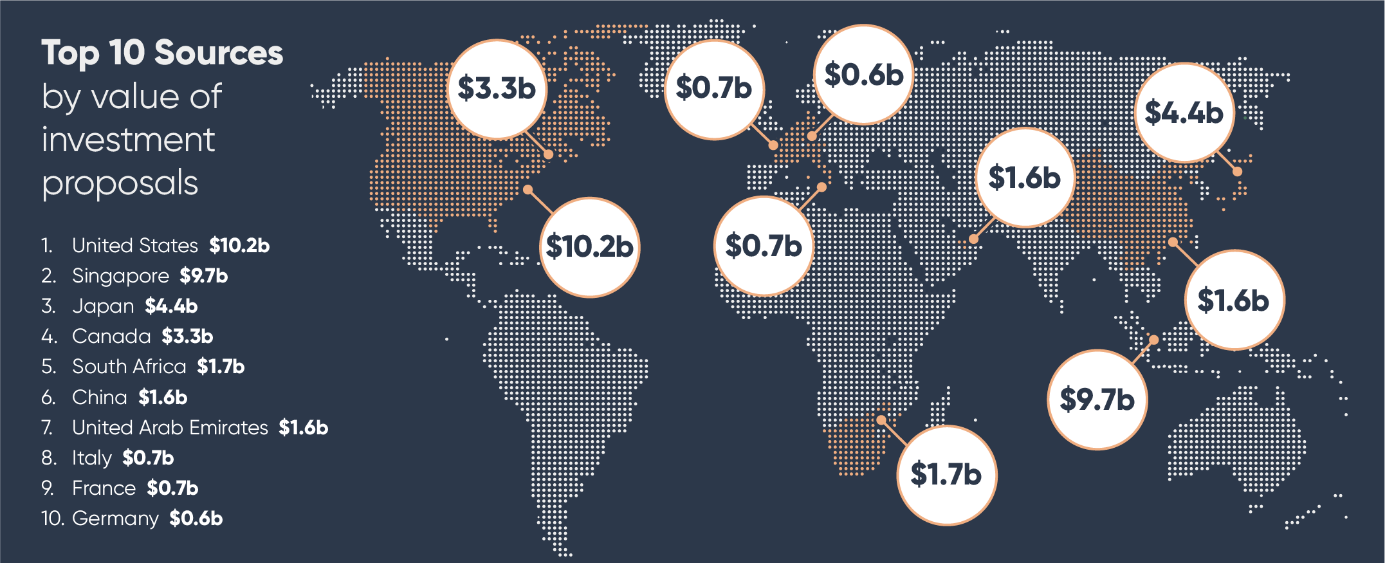 Top 10 Sources
by value of
investment
proposals
1. United States $10.2b
2. Singapore $9.7b
3. Japan $4.4b
4. Canada $3.3b
5. South Africa $1.7b
6. China $1.6b
7. United Arab Emirates $1.6b
8. Italy $0.7b
9. France $0.7b
10. Germany $0.6b
$3.3b
$0.7b
$0.6b
$4.4b
$1.6b
$10.2b
$0.7b
$1.6b
$9.7b
$1.7b